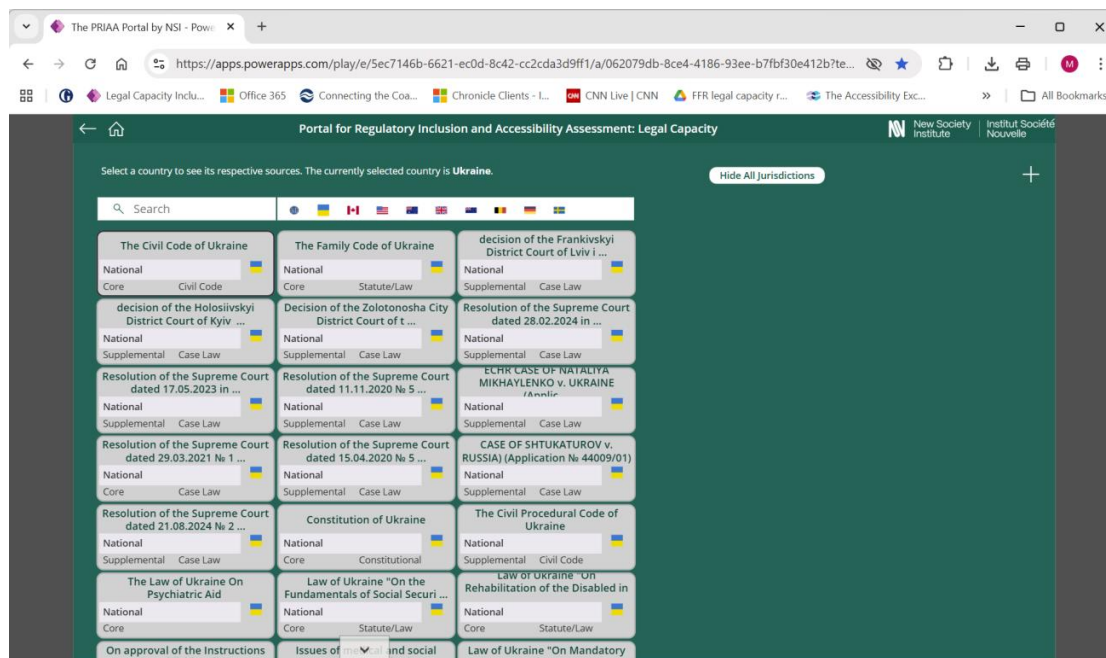 The PRIAA Portal by NSI - Powe
https://apps.powerapps.com/play/e/5ec7146b-6621-ec0d-8c42-cc2cda3d9ff1/a/062079db-8ce4-4186-93ee-b7fbf30e412b?te...
M
Legal Capacity Inclu...
Office 365
Connecting the Coa...
Chronicle Clients - I...
CNN Live | CNN
FFR legal capacity r...
The Accessibility Exc...
»
All Bookmarks
Portal for Regulatory Inclusion and Accessibility Assessment: Legal Capacity
New Society Institute
Institut Société Nouvelle
Select a country to see its respective sources. The currently selected country is Ukraine.
Hide All Jurisdictions
Search
The Civil Code of Ukraine
National
Core Civil Code
The Family Code of Ukraine
National
Core Statute/Law
decision of the Frankivskyi
District Court of Lviv i ...
National
Supplemental Case Law
decision of the Holosiivskyi
District Court of Kyiv ...
National
Supplemental Case Law
Decision of the Zolotonosha City
District Court of t ...
National
Supplemental Case Law
Resolution of the Supreme Court
dated 28.02.2024 in ...
National
Supplemental Case Law
Resolution of the Supreme Court
dated 17.05.2023 in ...
National
Supplemental Case Law
Resolution of the Supreme Court
dated 11.11.2020 № 5 ...
National
Supplemental Case Law
ECHR CASE OF NATALIYA
MIKHAYLENKO v. UKRAINE
(Applic
National
Supplemental Case Law
Resolution of the Supreme Court
dated 29.03.2021 № 1 ...
National
Core Case Law
Resolution of the Supreme Court
dated 15.04.2020 № 5 ...
National
Supplemental Case Law
CASE OF SHTUKATUROV v.
RUSSIA) (Application № 44009/01)
National
Supplemental Case Law
Resolution of the Supreme Court
dated 21.08.2024 № 2 ...
National
Supplemental Case Law
Constitution of Ukraine
National
Core Constitutional
The Civil Procedural Code of
Ukraine
National
Supplemental Civil Code
The Law of Ukraine On
Psychiatric Aid
National
Core
Law of Ukraine "On the
Fundamentals of Social Securi ...
National
Core Statute/Law
Law of Ukraine "On
Rehabilitation of the Disabled in
National
Core Statute/Law
On approval of the Instructions
Issues of and social
Law of Ukraine "On Mandatory